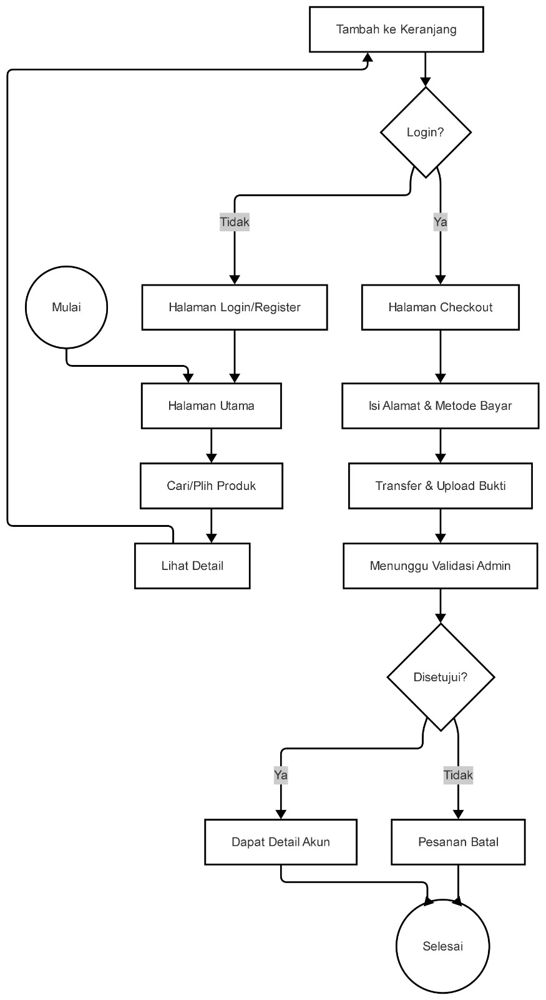 Tambah ke Keranjang
Login?
Tidak
Ya
Mulai
Halaman Login/Register
Halaman Checkout
Halaman Utama
Isi Alamat & Metode Bayar
Cari/Plih Produk
Transfer & Upload Bukti
Lihat Detail
Menunggu Validasi Admin
Disetujui?
Ya
Tidak
Dapat Detail Akun
Pesanan Batal
Selesai